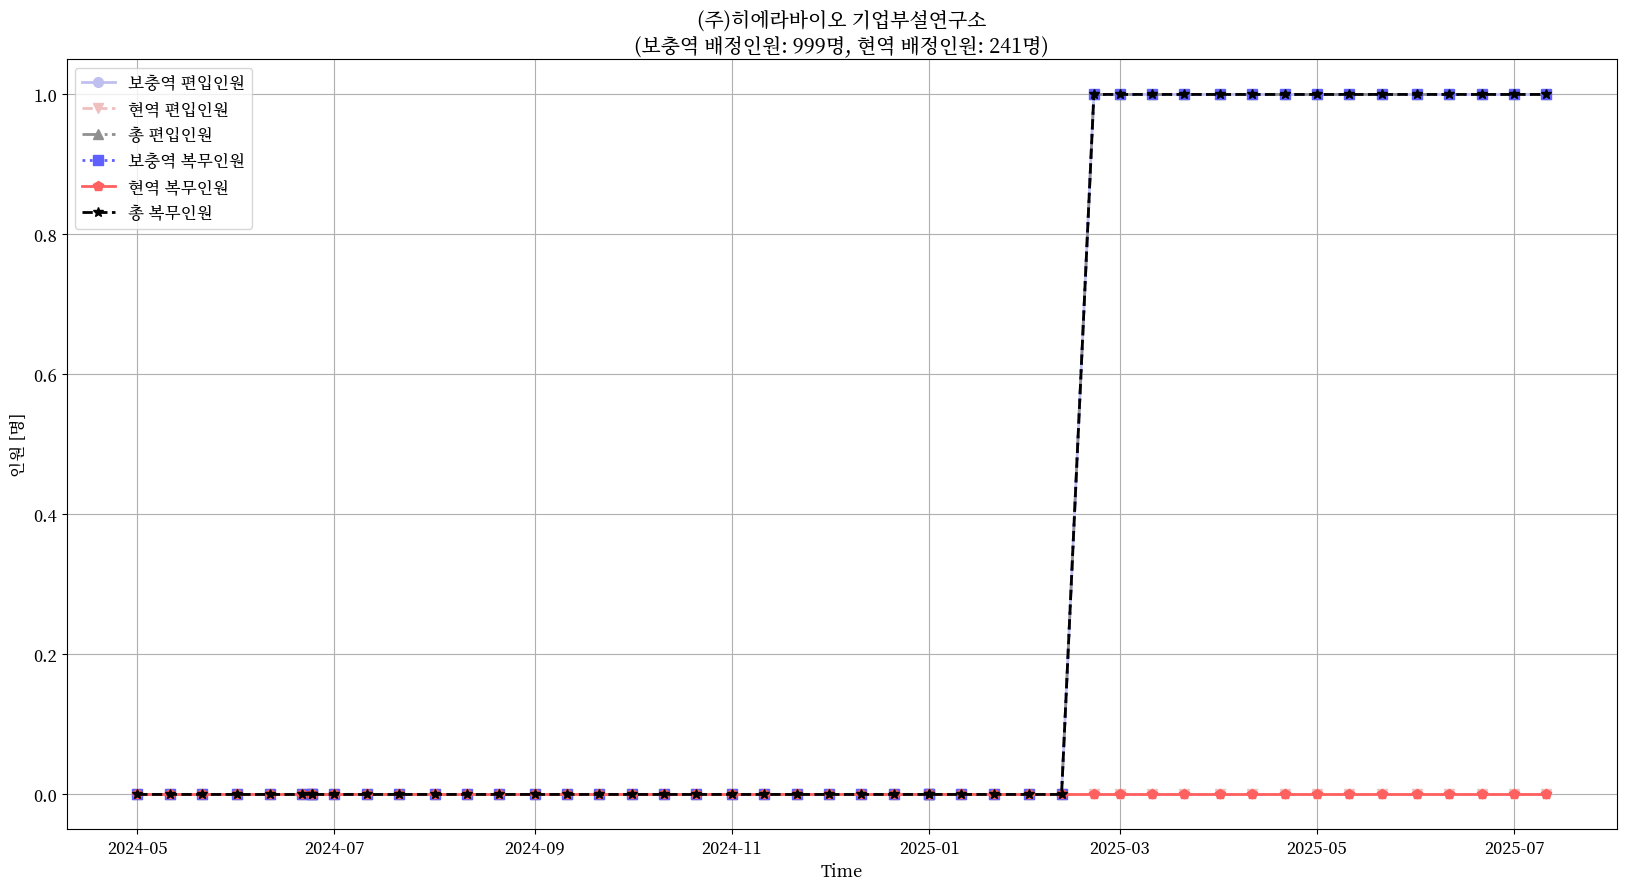 (주)히에라바이오 기업부설연구소
(보충역 배정인원: 999명, 현역 배정인원: 241명)
보충역 편입인원
현역 편입인원
총 편입인원
보충역 복무인원
현역 복무인원
총 복무인원
인원 [명]
1.0
0.8
0.6
0.4
0.2
0.0
2024-05 2024-07 2024-09 2024-11 2025-01 2025-03 2025-05 2025-07
Time